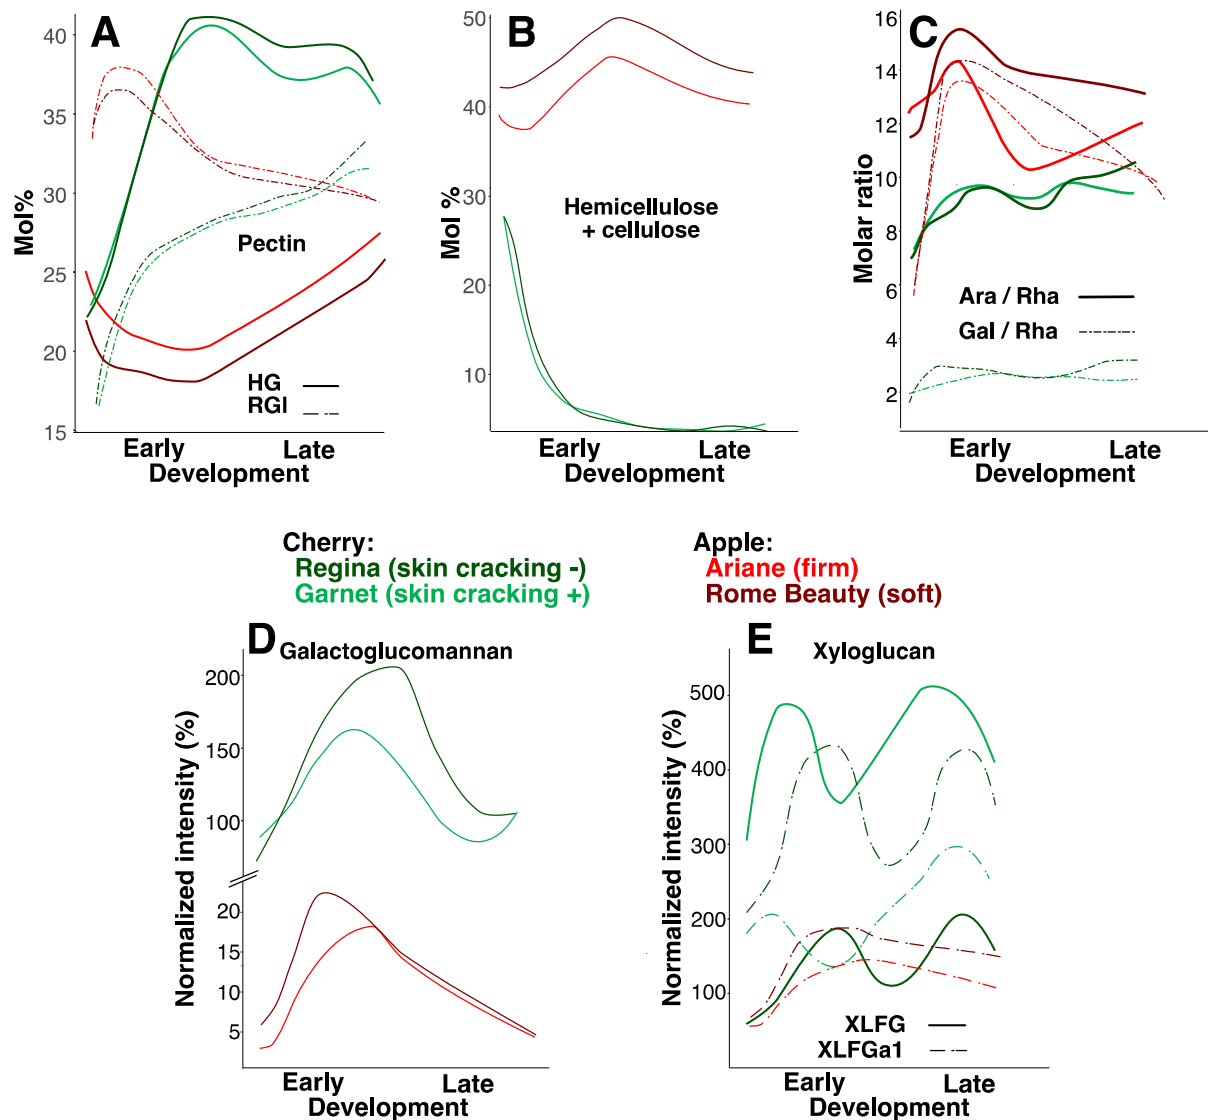 A
40
35
30
25
20
15
Mol%
Pectin
HG
RGI
Early
Late
Development
B
50
40
30
20
10
Mol %
Hemicellulose
+ cellulose
Early
Late
Development
C
16
14
12
10
8
6
4
2
Molar ratio
Ara / Rha
Gal / Rha
Early
Late
Development
Cherry:
Regina (skin cracking -)
Garnet (skin cracking +)
Apple:
Ariane (firm)
Rome Beauty (soft)
D
Galactoglucomannan
200
150
100
20
15
10
5
Normalized intensity (%)
Early
Late
Development
E
Xyloglucan
500
400
300
200
100
Normalized intensity (%)
XLFG
XLFGa1
Early
Late
Development